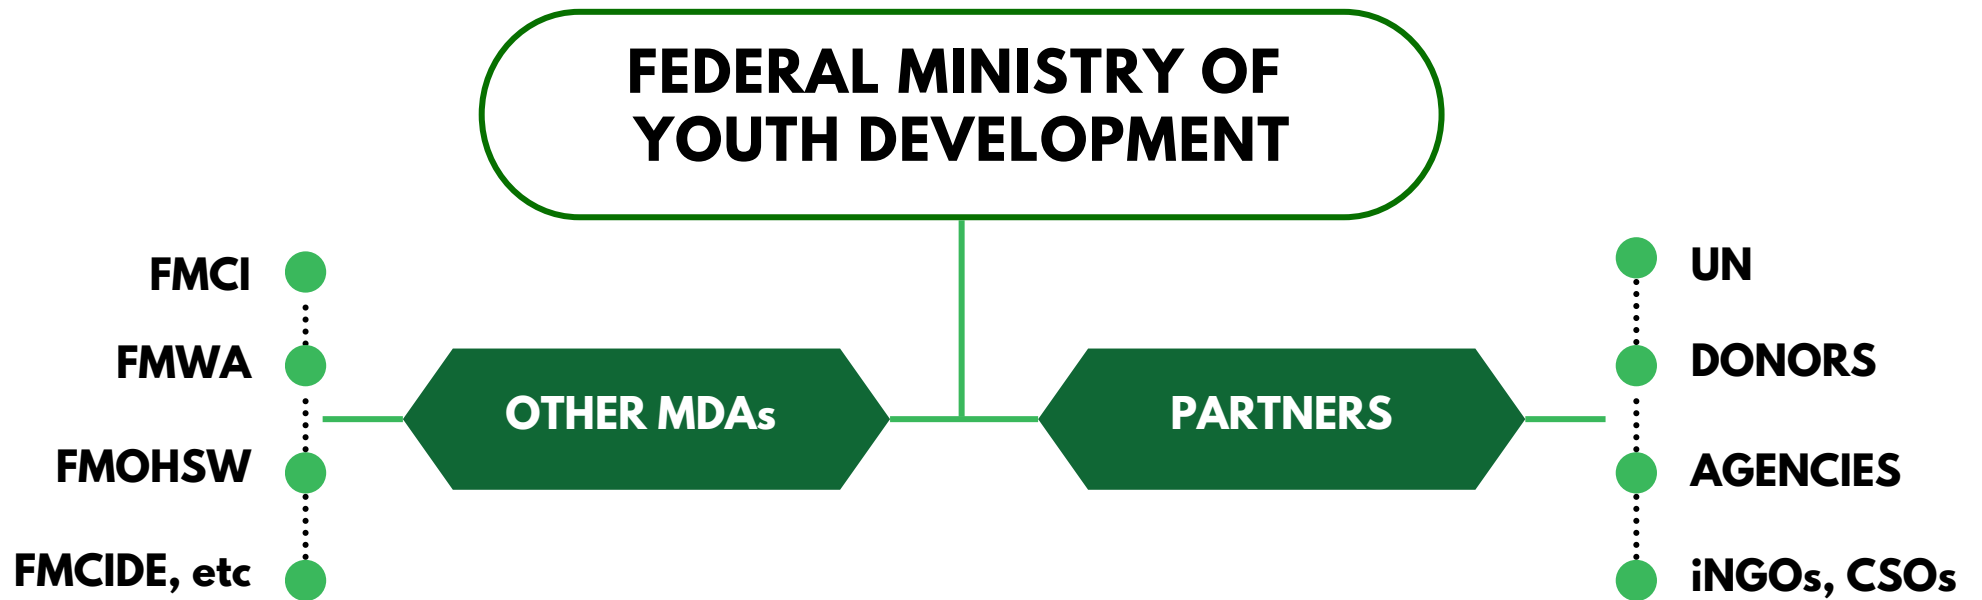 FEDERAL MINISTRY OF
YOUTH DEVELOPMENT
FMCI
FMWA
FMOHSW
FMCIDE, etc
OTHER MDAs
PARTNERS
UN
DONORS
AGENCIES
iNGOs, CSOs